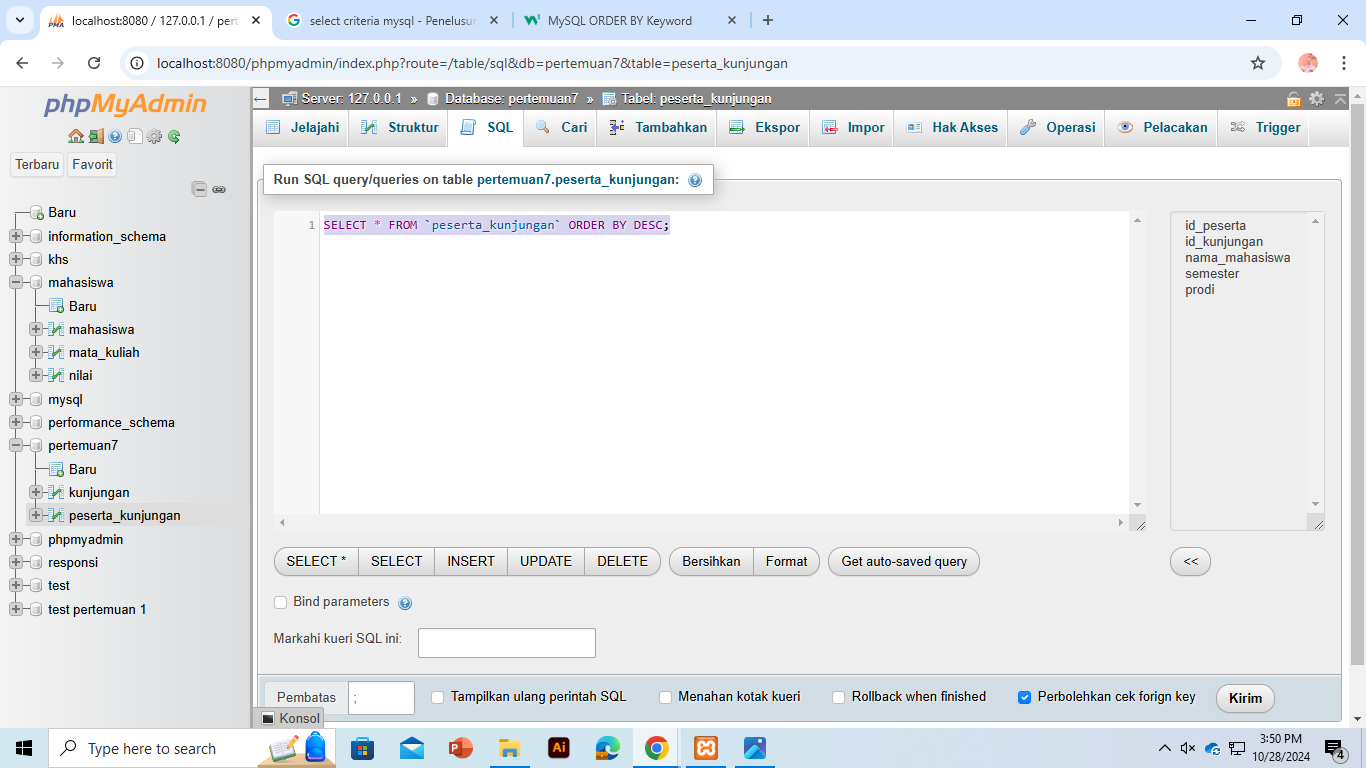 localhost:8080 / 127.0.0.1 / pert
select criteria mysql - Penelusur
MySQL ORDER BY Keyword
localhost:8080/phpmyadmin/index.php?route=/table/sql&db=pertemuan7&table=peserta_kunjungan
phpMyAdmin
Terbaru Favorit
Baru
information_schema
khs
mahasiswa
Baru
mahasiswa
mata_kuliah
nilai
mysql
performance_schema
pertemuan7
Baru
kunjungan
peserta_kunjungan
phpmyadmin
responsi
test
test pertemuan 1
Server: 127.0.0.1 » Database: pertemuan7 » Tabel: peserta_kunjungan
Jelajahi Struktur SQL Cari Tambahkan Ekspor Impor Hak Akses Operasi Pelacakan Trigger
Run SQL query/queries on table pertemuan7.peserta_kunjungan:
1 SELECT * FROM `peserta_kunjungan` ORDER BY DESC;
id_peserta
id_kunjungan
nama_mahasiswa
semester
prodi
SELECT * SELECT INSERT UPDATE DELETE Bersihkan Format Get auto-saved query <<
Bind parameters
Markahi kueri SQL ini:
Pembatas ; Tampilkan ulang perintah SQL Menahan kotak kueri Rollback when finished Perbolehkan cek forign key Kirim
Konsol
Type here to search
Ai
3:50 PM
10/28/2024
4